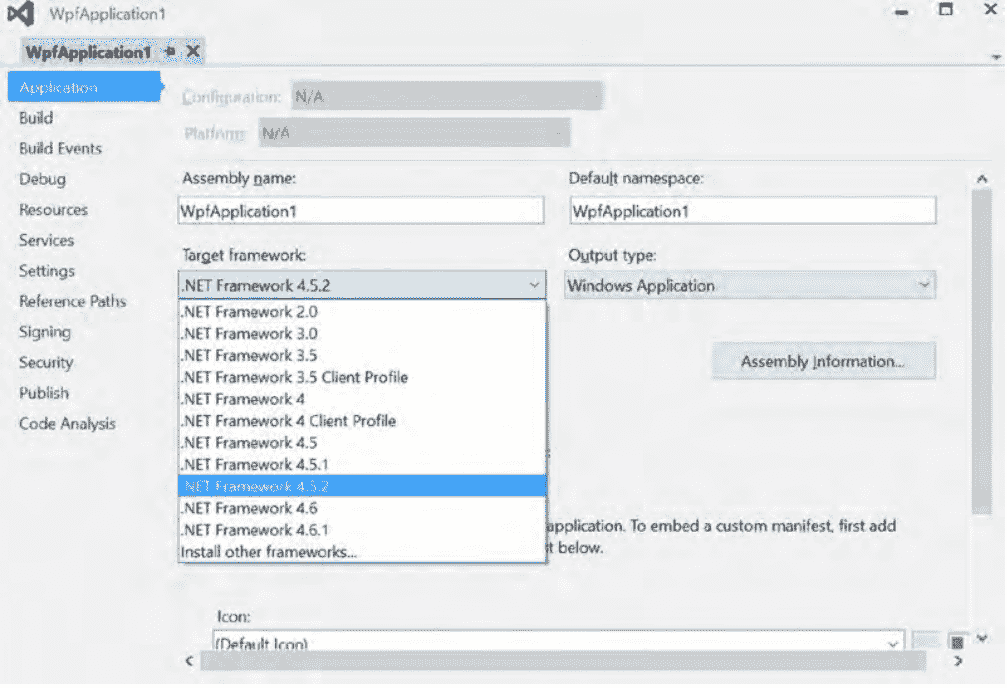 WpfApplication1
WpfApplication1
Application
Build
Build Events
Debug
Resources
Services
Settings
Reference Paths
Signing
Security
Publish
Code Analysis
Configuration: N/A
Platform: N/A
Assembly name:
WpfApplication1
Default namespace:
WpfApplication1
Target framework:
.NET Framework 4.5.2
Output type:
Windows Application
.NET Framework 2.0
.NET Framework 3.0
.NET Framework 3.5
.NET Framework 3.5 Client Profile
.NET Framework 4
.NET Framework 4 Client Profile
.NET Framework 4.5
.NET Framework 4.5.1
.NET Framework 4.5.2
.NET Framework 4.6
.NET Framework 4.6.1
Install other frameworks...
Assembly Information...
application. To embed a custom manifest, first add
t below.
Icon:
(Default Icon)